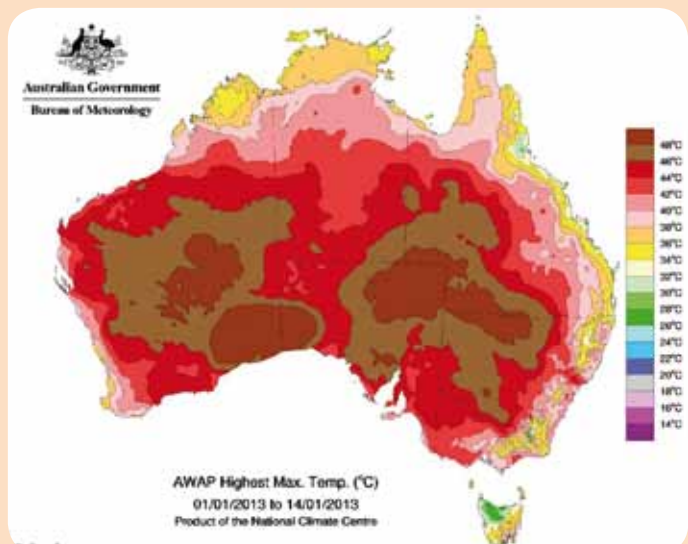 Australian Government
Bureau of Meteorology
48°C
46°C
44°C
42°C
40°C
38°C
36°C
34°C
32°C
30°C
28°C
26°C
24°C
22°C
20°C
18°C
16°C
14°C
AWAP Highest Max. Temp. (°C)
01/01/2013 to 14/01/2013
Product of the National Climate Centre